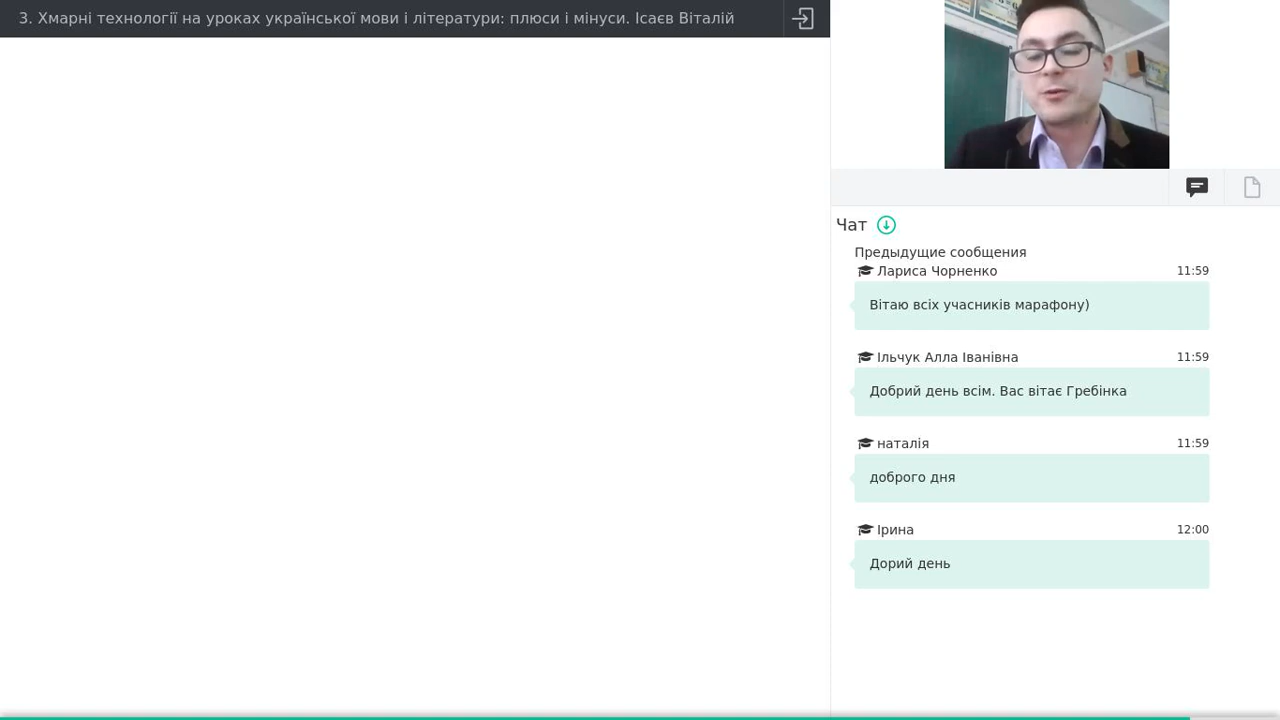 3. Хмарні технології на уроках української мови і літератури: плюси і мінуси. Ісаєв Віталій
Чат
Предыдущие сообщения
Лариса Чорненко 11:59
Вітаю всіх учасників марафону)
Ільчук Алла Іванівна 11:59
Добрий день всім. Вас вітає Гребінка
наталія 11:59
доброго дня
Ірина 12:00
Дорий день